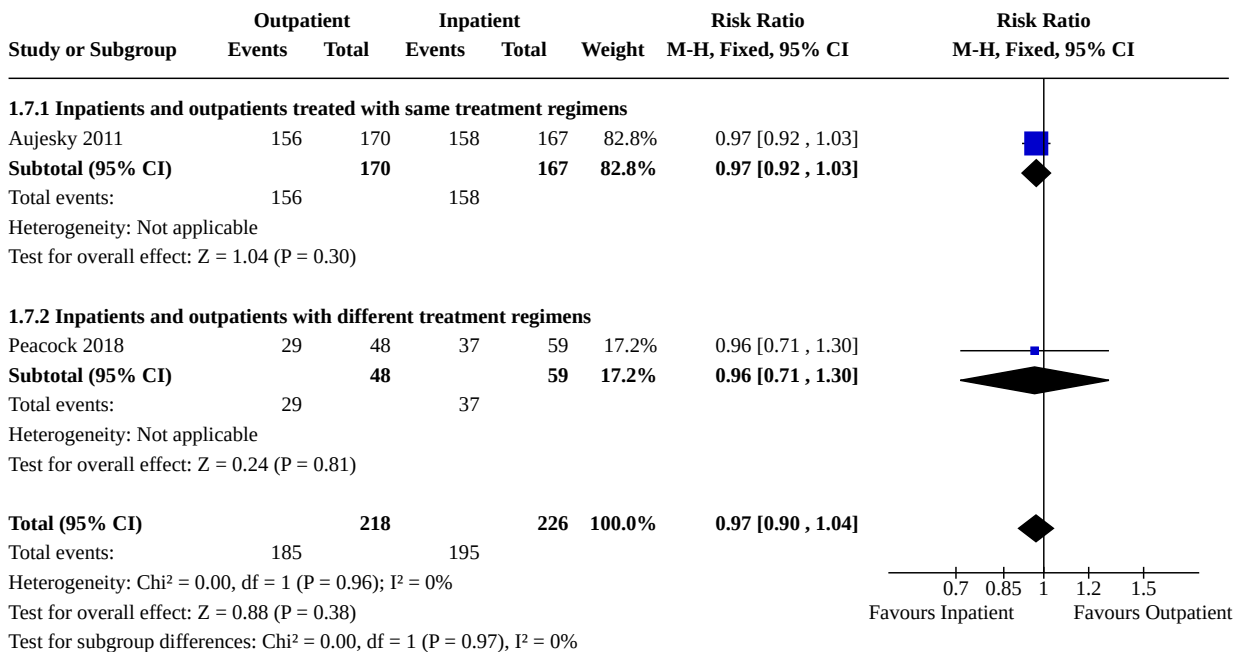 Outpatient Inpatient Risk Ratio Risk Ratio
Study or Subgroup Events Total Events Total Weight M-H, Fixed, 95% CI M-H, Fixed, 95% CI
1.7.1 Inpatients and outpatients treated with same treatment regimens
Aujesky 2011 156 170 158 167 82.8% 0.97 [0.92 , 1.03]
Subtotal (95% CI) 170 167 82.8% 0.97 [0.92 , 1.03]
Total events: 156 158
Heterogeneity: Not applicable
Test for overall effect: Z = 1.04 (P = 0.30)
1.7.2 Inpatients and outpatients with different treatment regimens
Peacock 2018 29 48 37 59 17.2% 0.96 [0.71 , 1.30]
Subtotal (95% CI) 48 59 17.2% 0.96 [0.71 , 1.30]
Total events: 29 37
Heterogeneity: Not applicable
Test for overall effect: Z = 0.24 (P = 0.81)
Total (95% CI) 218 226 100.0% 0.97 [0.90 , 1.04]
Total events: 185 195
Heterogeneity: Chi² = 0.00, df = 1 (P = 0.96); I² = 0%
0.7 0.85 1 1.2 1.5
Test for overall effect: Z = 0.88 (P = 0.38) Favours Inpatient Favours Outpatient
Test for subgroup differences: Chi² = 0.00, df = 1 (P = 0.97), I² = 0%